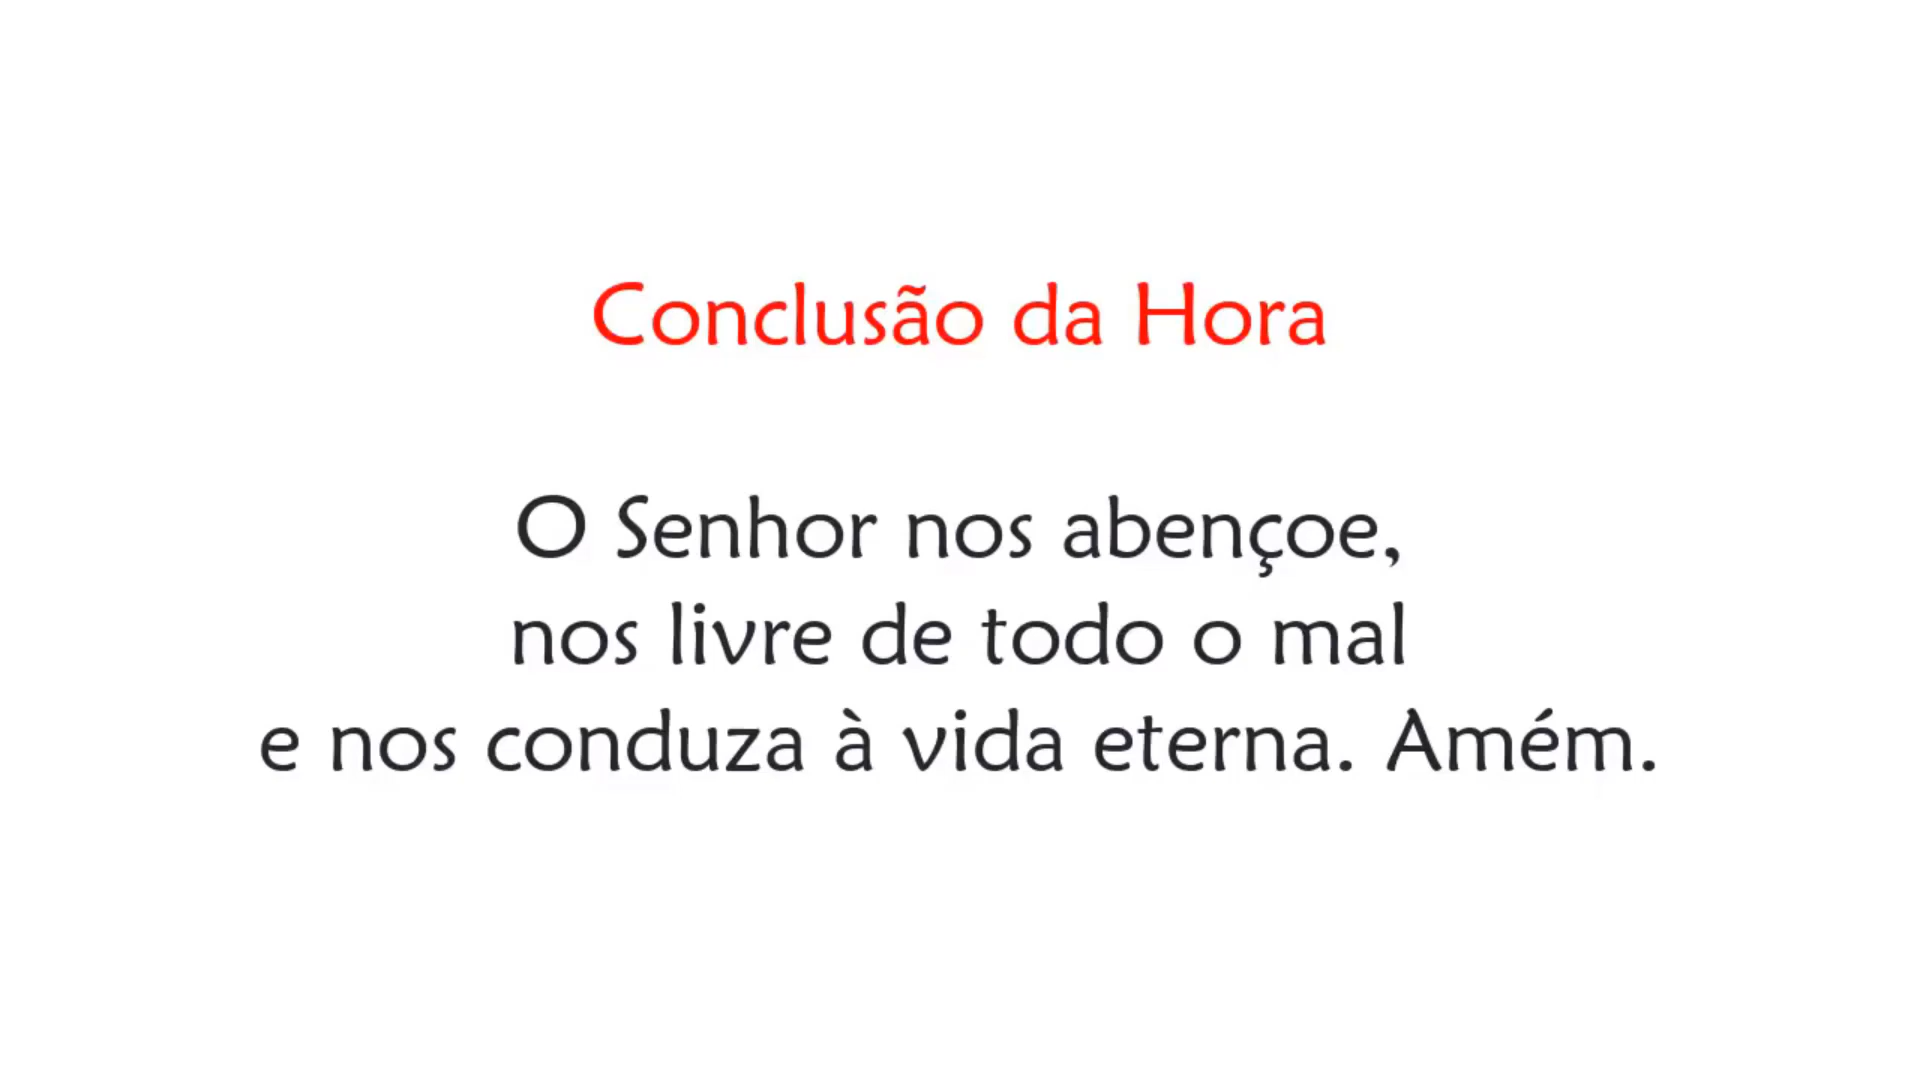 Conclusão da Hora
O Senhor nos abençoe,
nos livre de todo o mal
e nos conduza à vida eterna. Amém.